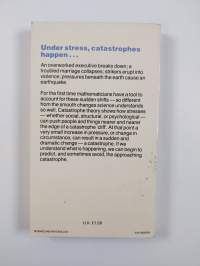 Under stress, catastrophes
happen . . .
An overworked executive breaks down; a
troubled marriage collapses; strikers erupt into
violence; pressures beneath the earth cause an
earthquake.
For the first time mathematicians have a tool to
account for these sudden shifts — so different
from the smooth changes science understands
so well. Catastrophe theory shows how stresses
— whether social, structural, or psychological —
can push people and things nearer and nearer
the edge of a catastrophe 'cliff'. At that point a
very small increase in pressure, or change in
circumstance, can result in a sudden and
dramatic change — a catastrophe. If we
understand what is happening, we can begin to
predict, and sometimes avoid, the approaching
catastrophe.
U.K. £1.25